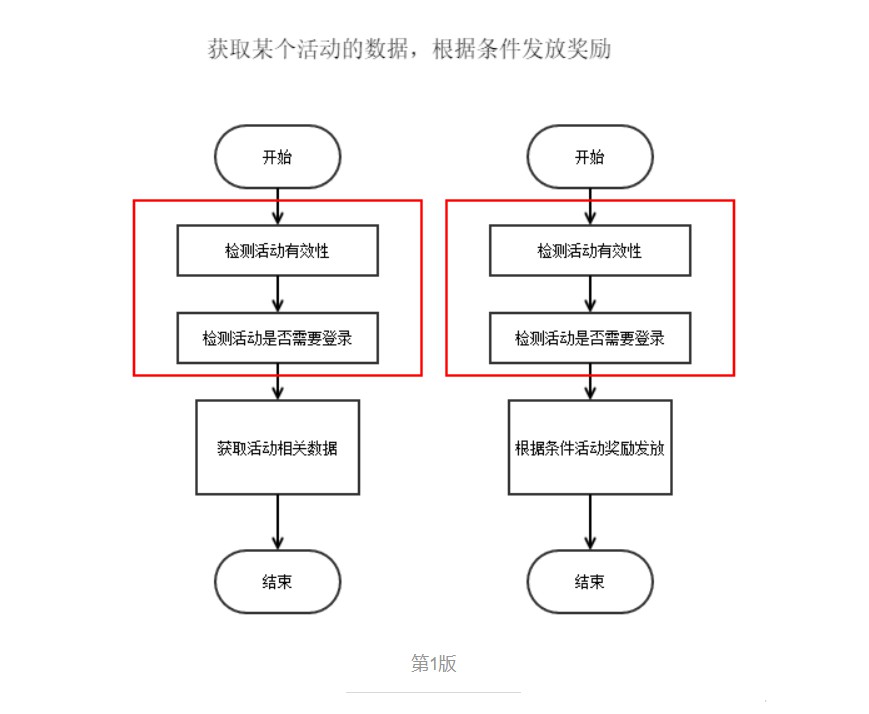 获取某个活动的数据，根据条件发放奖励
开始
检测活动有效性
检测活动是否需要登录
获取活动相关数据
结束
开始
检测活动有效性
检测活动是否需要登录
根据条件活动奖励发放
结束
第1版